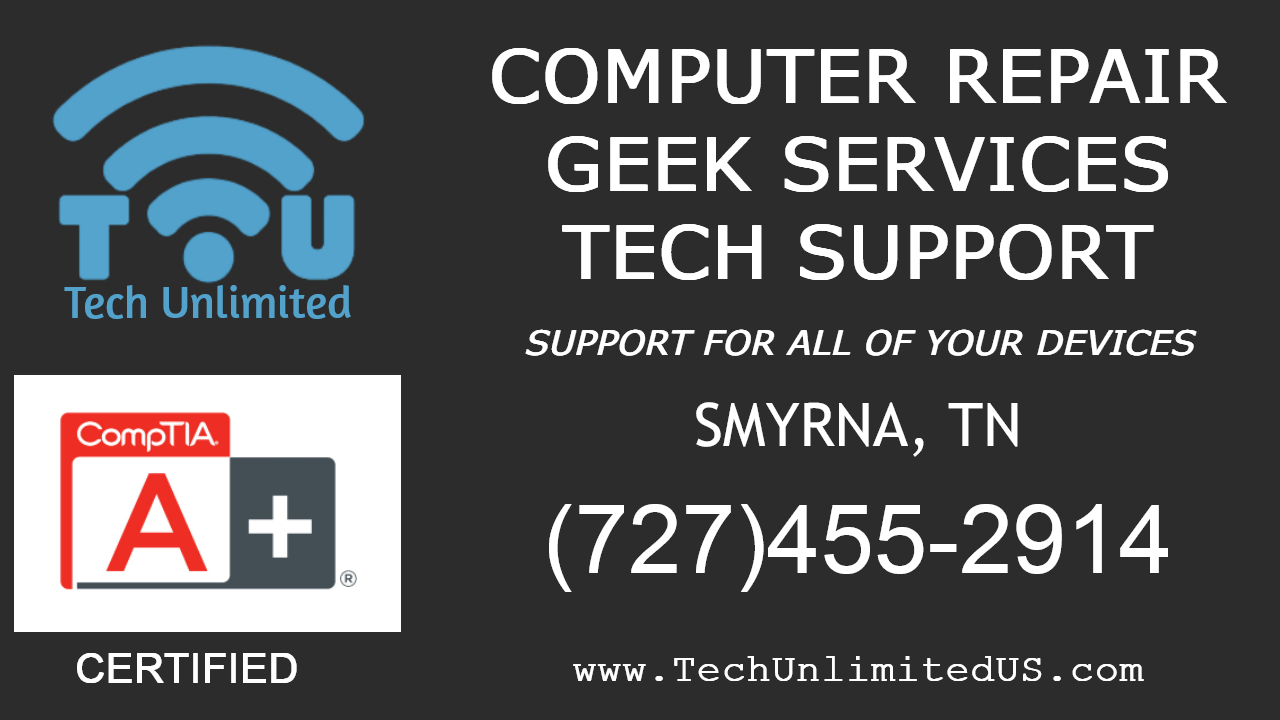 T U
Tech Unlimited
CompTIA.
A+
®
CERTIFIED
COMPUTER REPAIR
GEEK SERVICES
TECH SUPPORT
SUPPORT FOR ALL OF YOUR DEVICES
SMYRNA, TN
(727)455-2914
www.TechUnlimitedUS.com